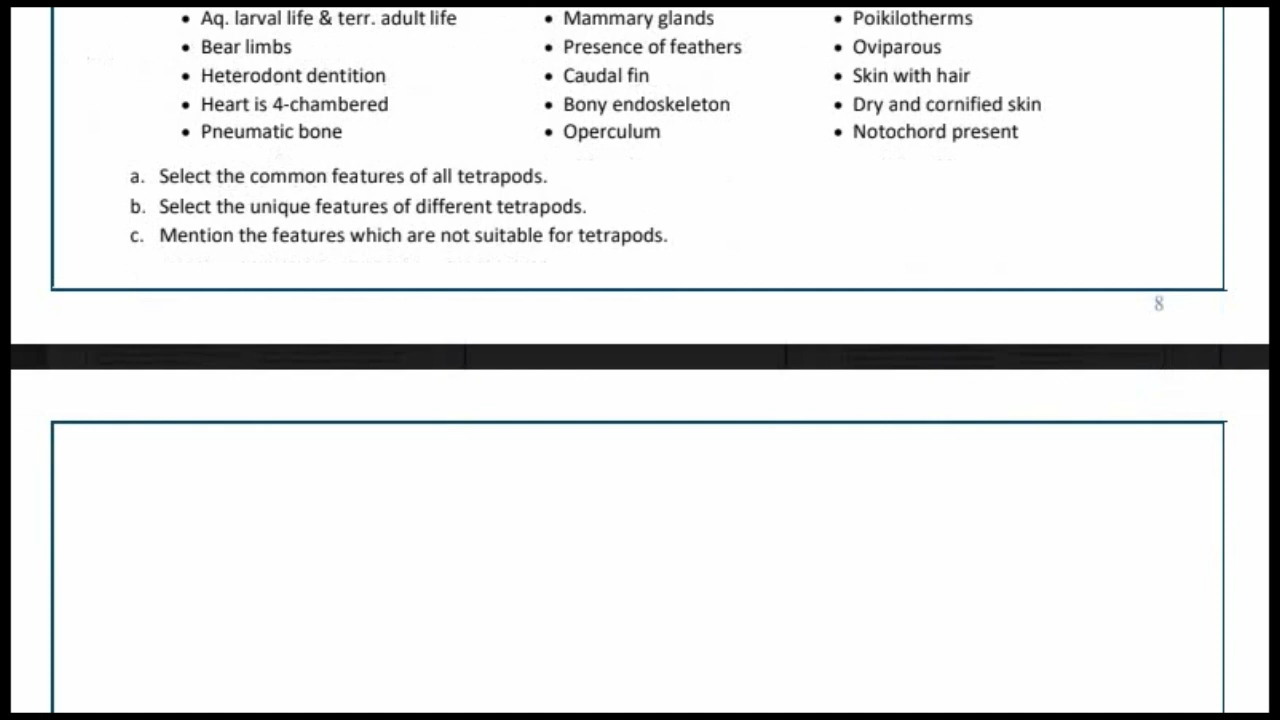 • Aq. larval life & terr. adult life • Mammary glands • Poikilotherms
• Bear limbs • Presence of feathers • Oviparous
• Heterodont dentition • Caudal fin • Skin with hair
• Heart is 4-chambered • Bony endoskeleton • Dry and cornified skin
• Pneumatic bone • Operculum • Notochord present
a. Select the common features of all tetrapods.
b. Select the unique features of different tetrapods.
c. Mention the features which are not suitable for tetrapods.
8